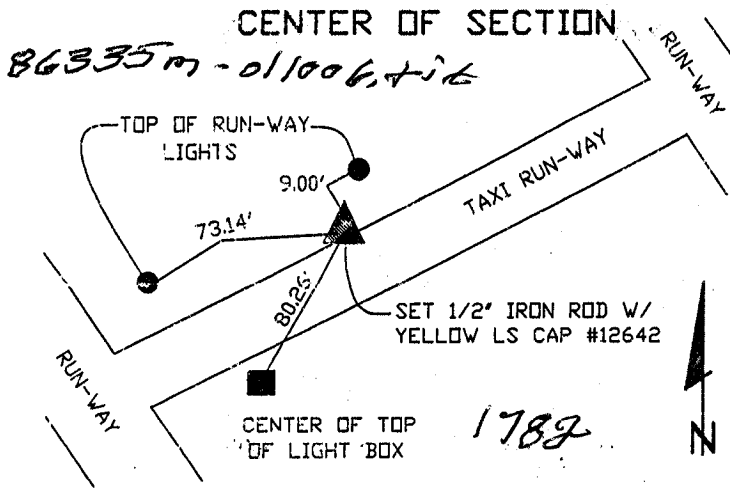 CENTER OF SECTION
86335m-011006.tif
TOP OF RUN-WAY
LIGHTS
RUN-WAY
9.00'
TAXI RUN-WAY
73.14'
80.26'
SET 1/2" IRON ROD W/
YELLOW LS CAP #12642
RUN-WAY
CENTER OF TOP
OF LIGHT BOX
1782
N